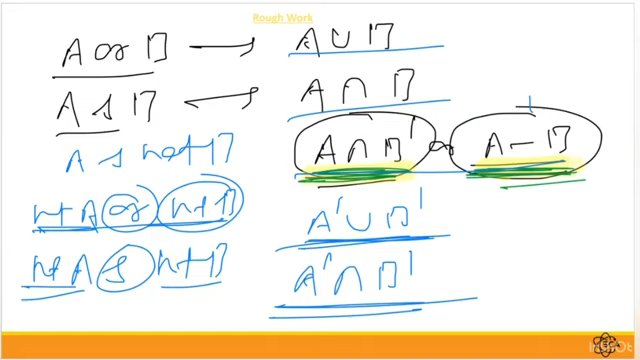 Rough Work
A or B → A ∪ B
A & B ↔ A ∩ B
A & not B A ∩ B' or A - B
not A or not B A' ∪ B'
not A & not B A' ∩ B'